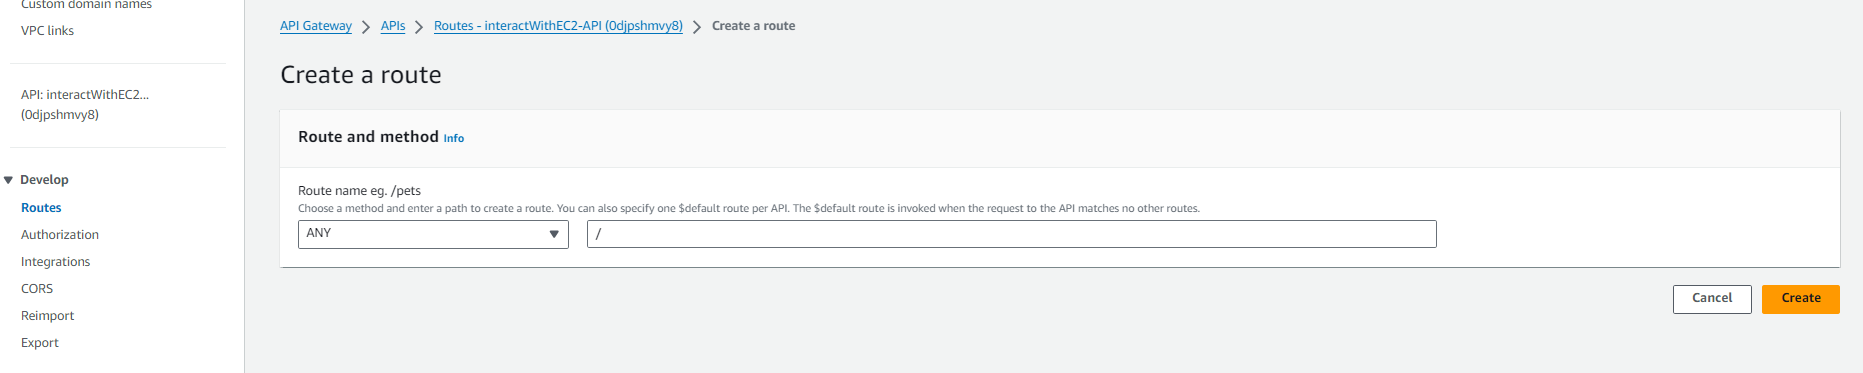 Custom domain names
VPC links
API: interactWithEC2...
(0djpshmvy8)
Develop
Routes
Authorization
Integrations
CORS
Reimport
Export
API Gateway > APIs > Routes - interactWithEC2-API (0djpshmvy8) > Create a route
Create a route
Route and method Info
Route name eg. /pets
Choose a method and enter a path to create a route. You can also specify one $default route per API. The $default route is invoked when the request to the API matches no other routes.
ANY /
Cancel Create